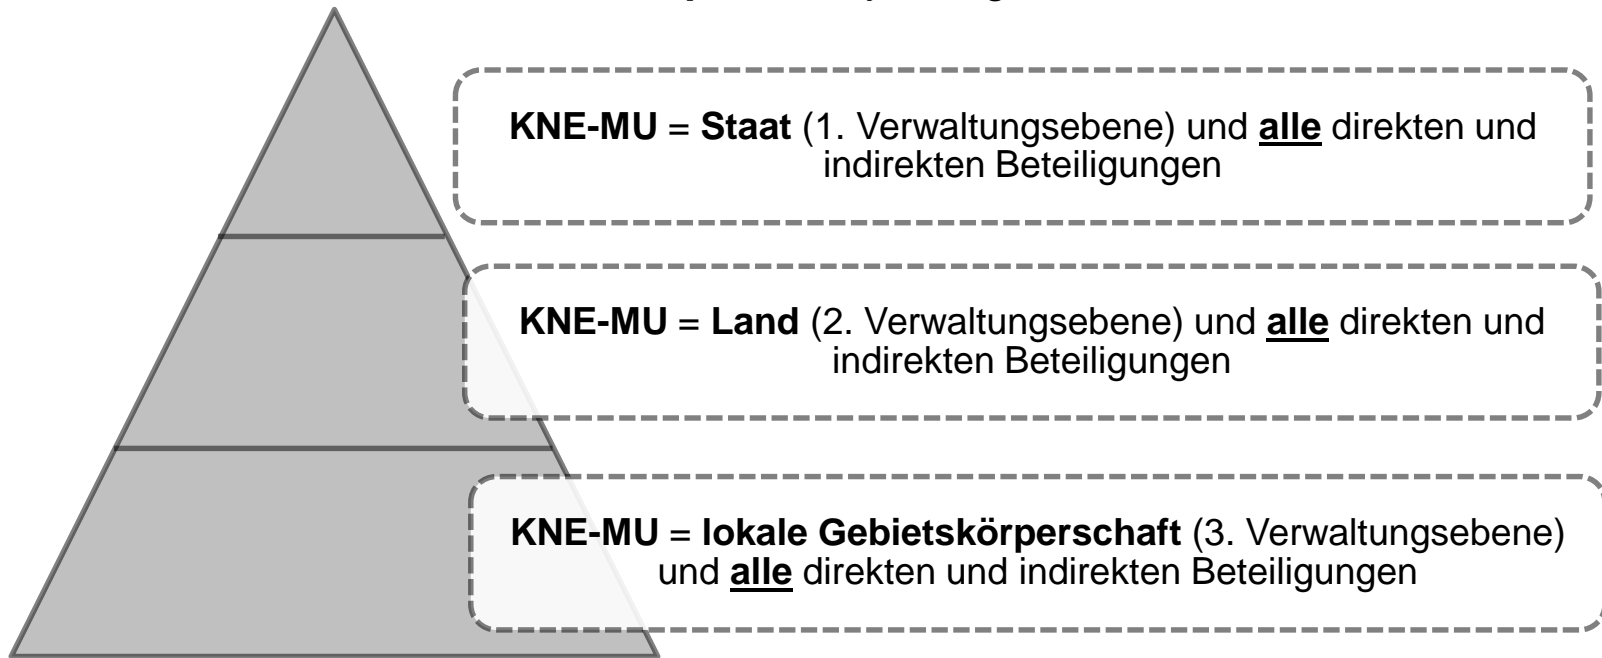 KNE-MU = Staat (1. Verwaltungsebene) und alle direkten und
indirekten Beteiligungen
KNE-MU = Land (2. Verwaltungsebene) und alle direkten und
indirekten Beteiligungen
KNE-MU = lokale Gebietskörperschaft (3. Verwaltungsebene)
und alle direkten und indirekten Beteiligungen